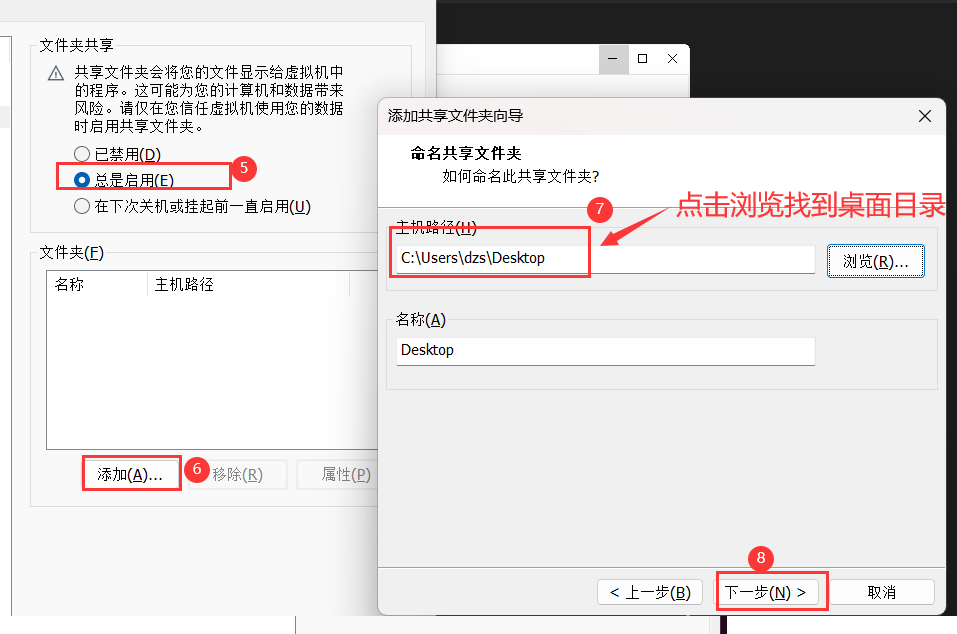 文件夹共享
共享文件夹会将您的文件显示给虚拟机中
的程序。这可能为您的计算机和数据带来
风险。请仅在您信任虚拟机使用您的数据
时启用共享文件夹。
已禁用(D)
总是启用(E)
5
在下次关机或挂起前一直启用(U)
文件夹(F)
名称
主机路径
添加(A)...
6
移除(R)
属性(P)
添加共享文件夹向导
命名共享文件夹
如何命名此共享文件夹?
7
点击浏览找到桌面目录
主机路径(H)
C:\Users\dzs\Desktop
浏览(R)...
名称(A)
Desktop
8
< 上一步(B)
下一步(N) >
取消